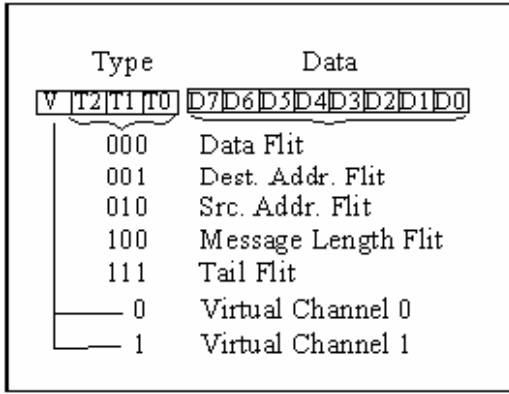 Type Data
V T2 T1 T0 D7 D6 D5 D4 D3 D2 D1 D0
000 Data Flit
001 Dest. Addr. Flit
010 Src. Addr. Flit
100 Message Length Flit
111 Tail Flit
0 Virtual Channel 0
1 Virtual Channel 1